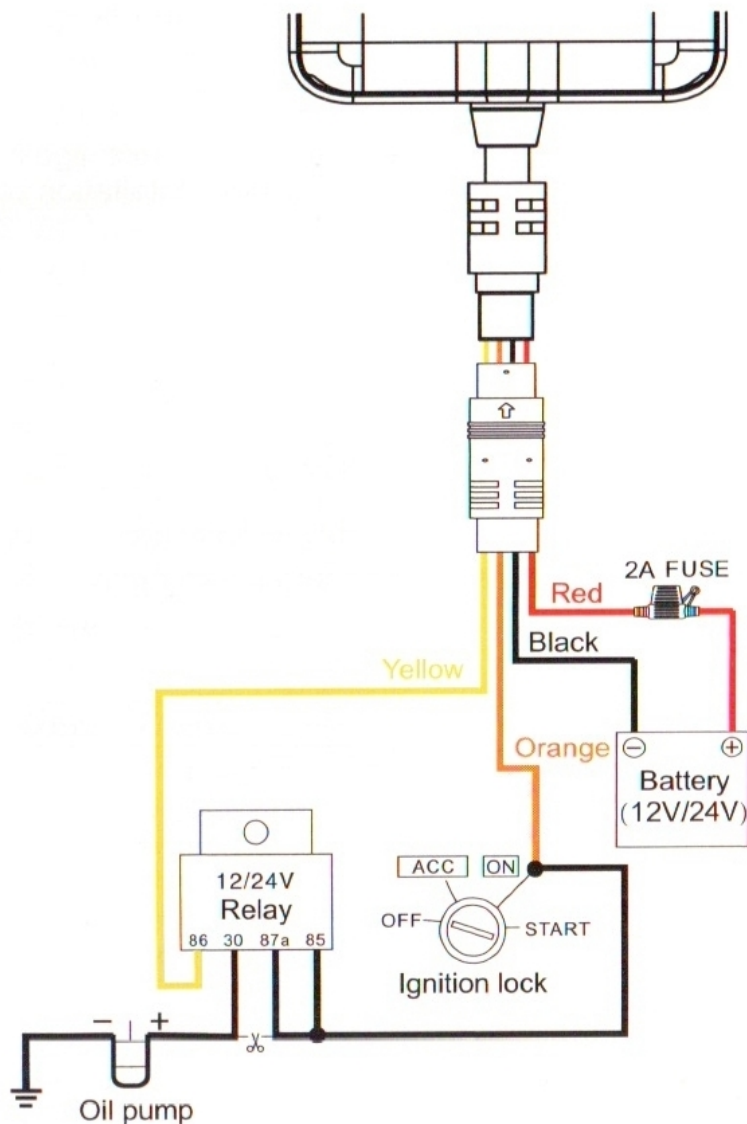 2A FUSE
Red
Black
Yellow
Orange
Battery
(12V/24V)
12/24V
Relay
86 30 87a 85
ACC ON
OFF START
Ignition lock
- +
Oil pump